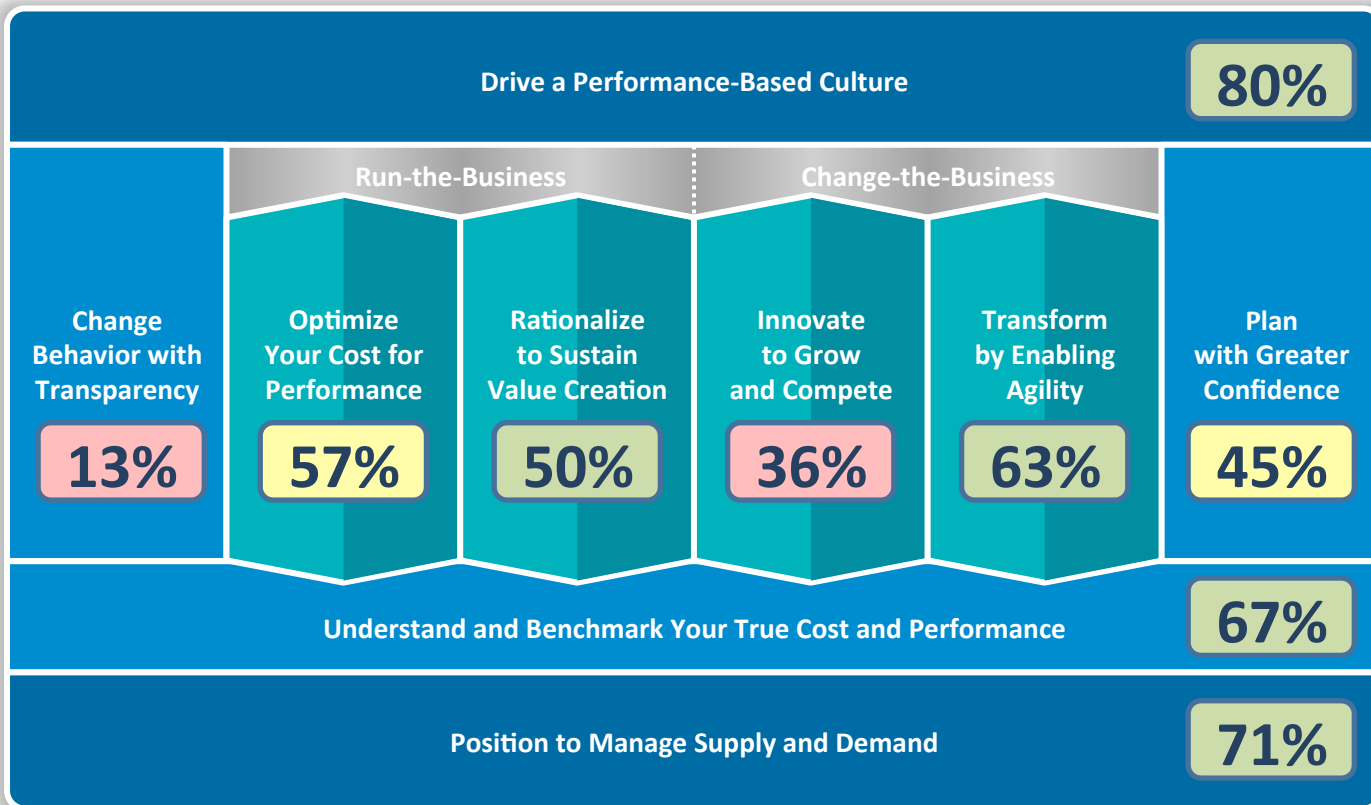 Drive a Performance-Based Culture
80%
Run-the-Business
Change-the-Business
Change
Behavior with
Transparency
13%
Optimize
Your Cost for
Performance
57%
Rationalize
to Sustain
Value Creation
50%
Innovate
to Grow
and Compete
36%
Transform
by Enabling
Agility
63%
Plan
with Greater
Confidence
45%
Understand and Benchmark Your True Cost and Performance
67%
Position to Manage Supply and Demand
71%